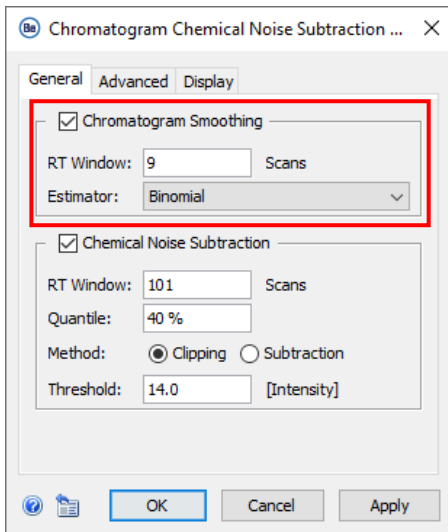 Be Chromatogram Chemical Noise Subtraction ...
General Advanced Display
Chromatogram Smoothing
RT Window: 9 Scans
Estimator: Binomial
Chemical Noise Subtraction
RT Window: 101 Scans
Quantile: 40 %
Method: Clipping Subtraction
Threshold: 14.0 [Intensity]
? OK Cancel Apply